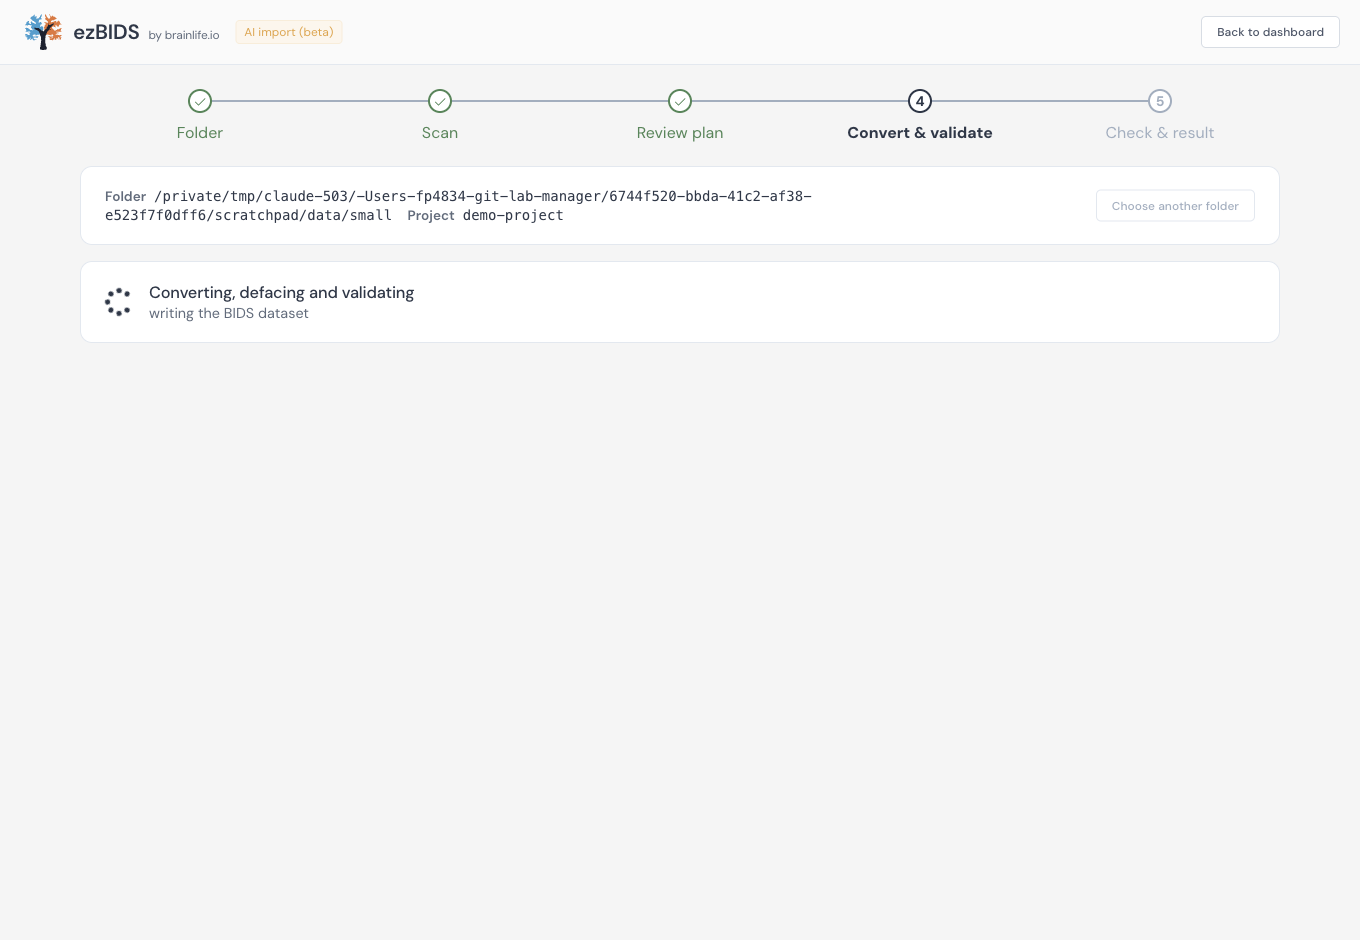 ezBIDS by brainlife.io AI import (beta) Back to dashboard
4 5
Folder Scan Review plan Convert & validate Check & result
Folder /private/tmp/claude-503/-Users-fp4834-git-lab-manager/6744f520-bbda-41c2-af38-
e523f7f0dff6/scratchpad/data/small Project demo-project
Choose another folder
Converting, defacing and validating
writing the BIDS dataset